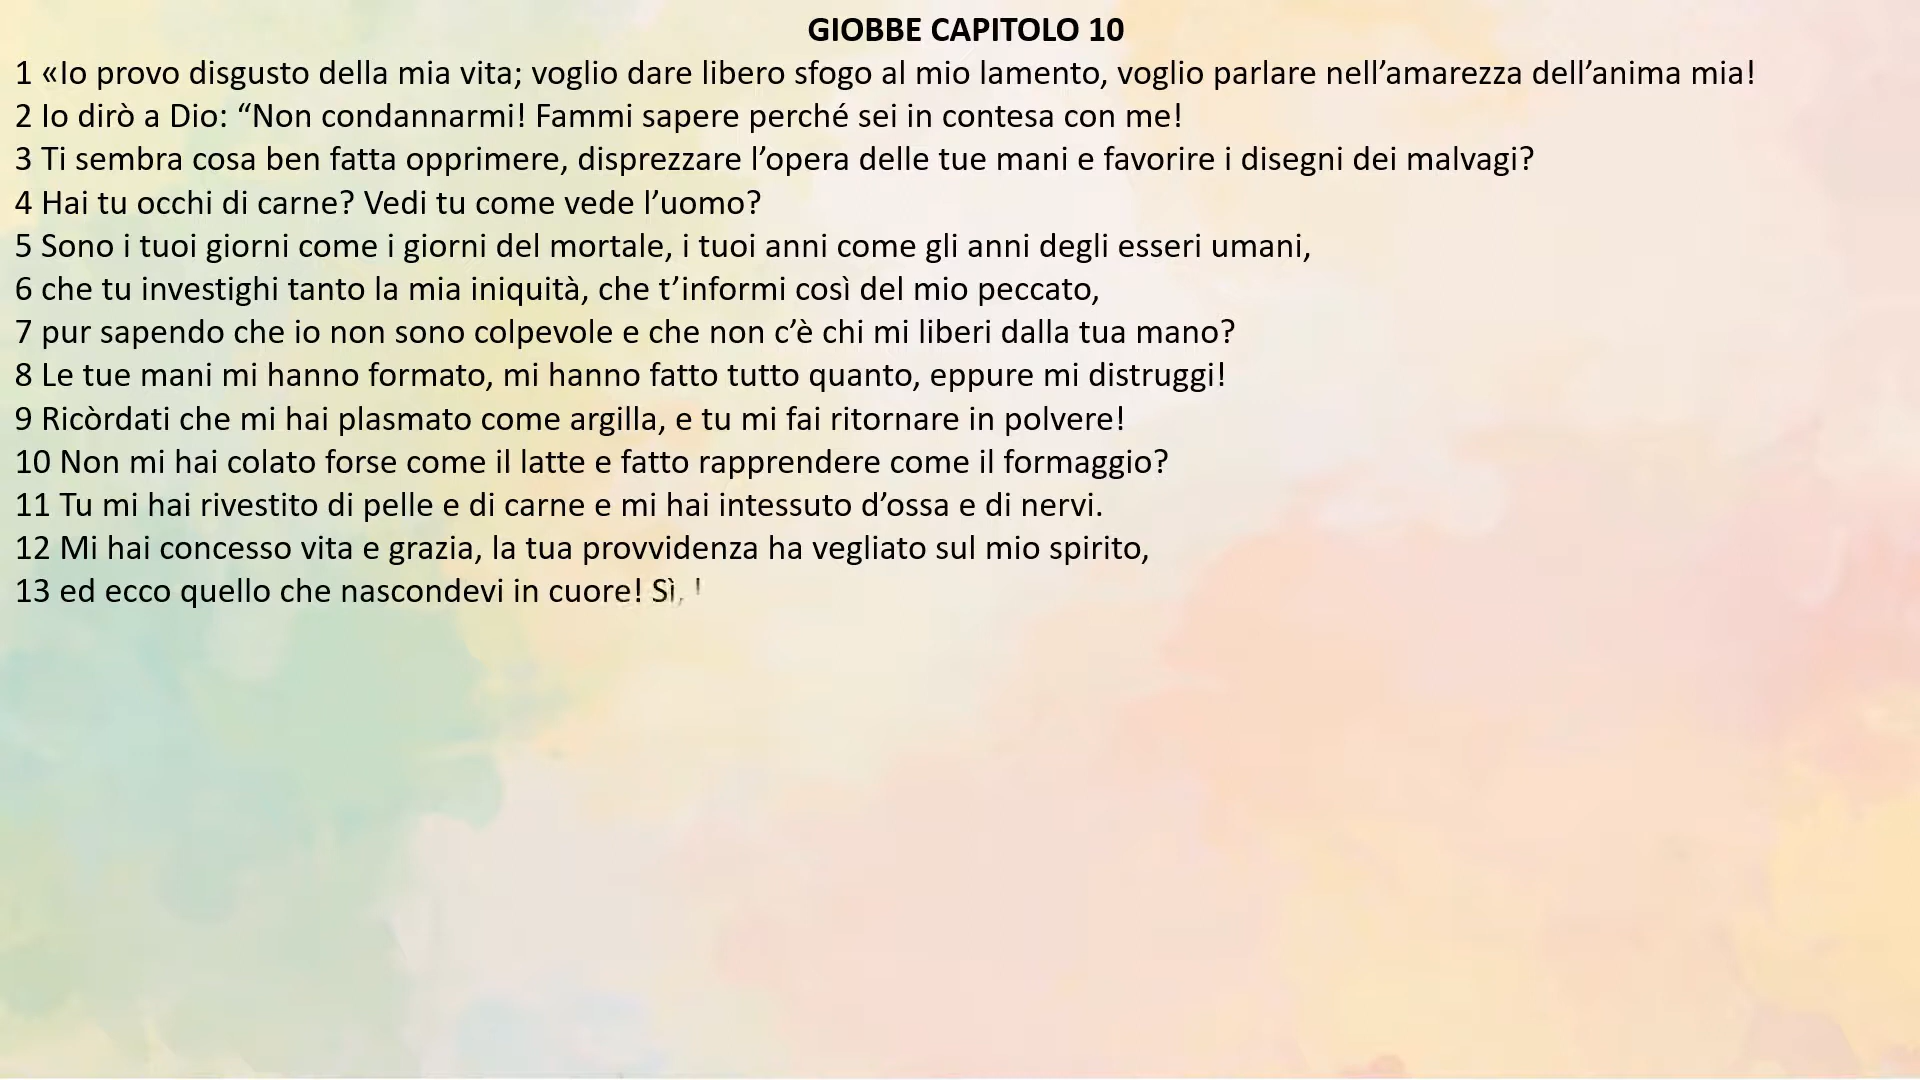 GIOBBE CAPITOLO 10
1 «Io provo disgusto della mia vita; voglio dare libero sfogo al mio lamento, voglio parlare nell’amarezza dell’anima mia!
2 Io dirò a Dio: “Non condannarmi! Fammi sapere perché sei in contesa con me!
3 Ti sembra cosa ben fatta opprimere, disprezzare l’opera delle tue mani e favorire i disegni dei malvagi?
4 Hai tu occhi di carne? Vedi tu come vede l’uomo?
5 Sono i tuoi giorni come i giorni del mortale, i tuoi anni come gli anni degli esseri umani,
6 che tu investighi tanto la mia iniquità, che t’informi così del mio peccato,
7 pur sapendo che io non sono colpevole e che non c’è chi mi liberi dalla tua mano?
8 Le tue mani mi hanno formato, mi hanno fatto tutto quanto, eppure mi distruggi!
9 Ricòrdati che mi hai plasmato come argilla, e tu mi fai ritornare in polvere!
10 Non mi hai colato forse come il latte e fatto rapprendere come il formaggio?
11 Tu mi hai rivestito di pelle e di carne e mi hai intessuto d’ossa e di nervi.
12 Mi hai concesso vita e grazia, la tua provvidenza ha vegliato sul mio spirito,
13 ed ecco quello che nascondevi in cuore! Sì,